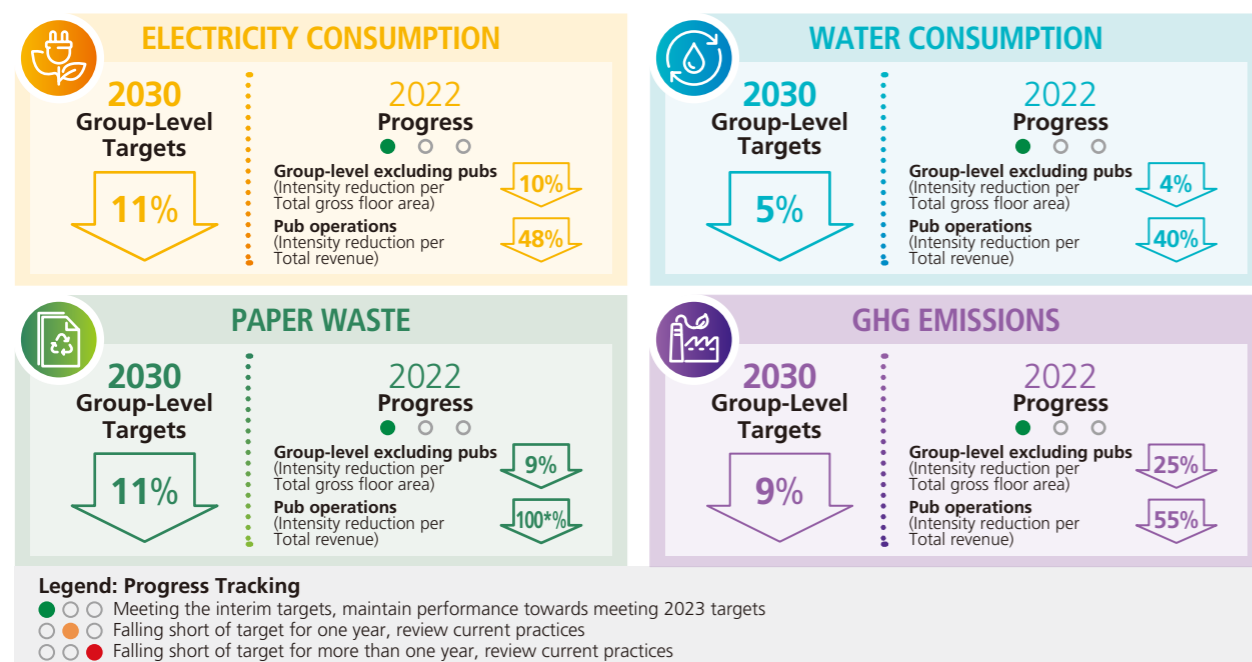 ELECTRICITY CONSUMPTION
2030
Group-Level
Targets
11%
2022
Progress
Group-level excluding pubs
(Intensity reduction per
Total gross floor area)
10%
Pub operations
(Intensity reduction per
Total revenue)
48%
WATER CONSUMPTION
2030
Group-Level
Targets
5%
2022
Progress
Group-level excluding pubs
(Intensity reduction per
Total gross floor area)
4%
Pub operations
(Intensity reduction per
Total revenue)
40%
PAPER WASTE
2030
Group-Level
Targets
11%
2022
Progress
Group-level excluding pubs
(Intensity reduction per
Total gross floor area)
9%
Pub operations
(Intensity reduction per
Total revenue)
100*%
GHG EMISSIONS
2030
Group-Level
Targets
9%
2022
Progress
Group-level excluding pubs
(Intensity reduction per
Total gross floor area)
25%
Pub operations
(Intensity reduction per
Total revenue)
55%
Legend: Progress Tracking
Meeting the interim targets, maintain performance towards meeting 2023 targets
Falling short of target for one year, review current practices
Falling short of target for more than one year, review current practices